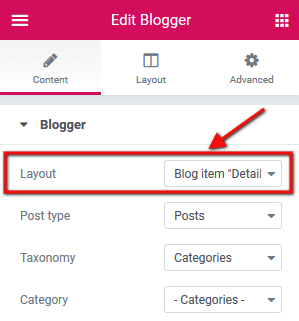 Edit Blogger
Content Layout Advanced
Blogger
Layout Blog item "Detail
Post type Posts
Taxonomy Categories
Category - Categories -